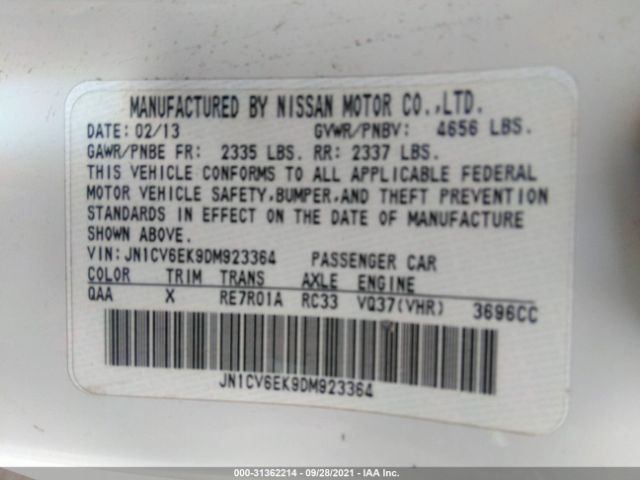 MANUFACTURED BY NISSAN MOTOR CO.,LTD.
DATE: 02/13 GVWR/PNBV: 4656 LBS.
GAWR/PNBE FR: 2335 LBS. RR: 2337 LBS.
THIS VEHICLE CONFORMS TO ALL APPLICABLE FEDERAL
MOTOR VEHICLE SAFETY,BUMPER,AND THEFT PREVENTION
STANDARDS IN EFFECT ON THE DATE OF MANUFACTURE
SHOWN ABOVE.
VIN: JN1CV6EK9DM923364 PASSENGER CAR
COLOR TRIM TRANS AXLE ENGINE
QAA X RE7R01A RC33 VQ37(VHR) 3696CC
JN1CV6EK9DM923364
000-31362214 - 09/28/2021 - IAA Inc.